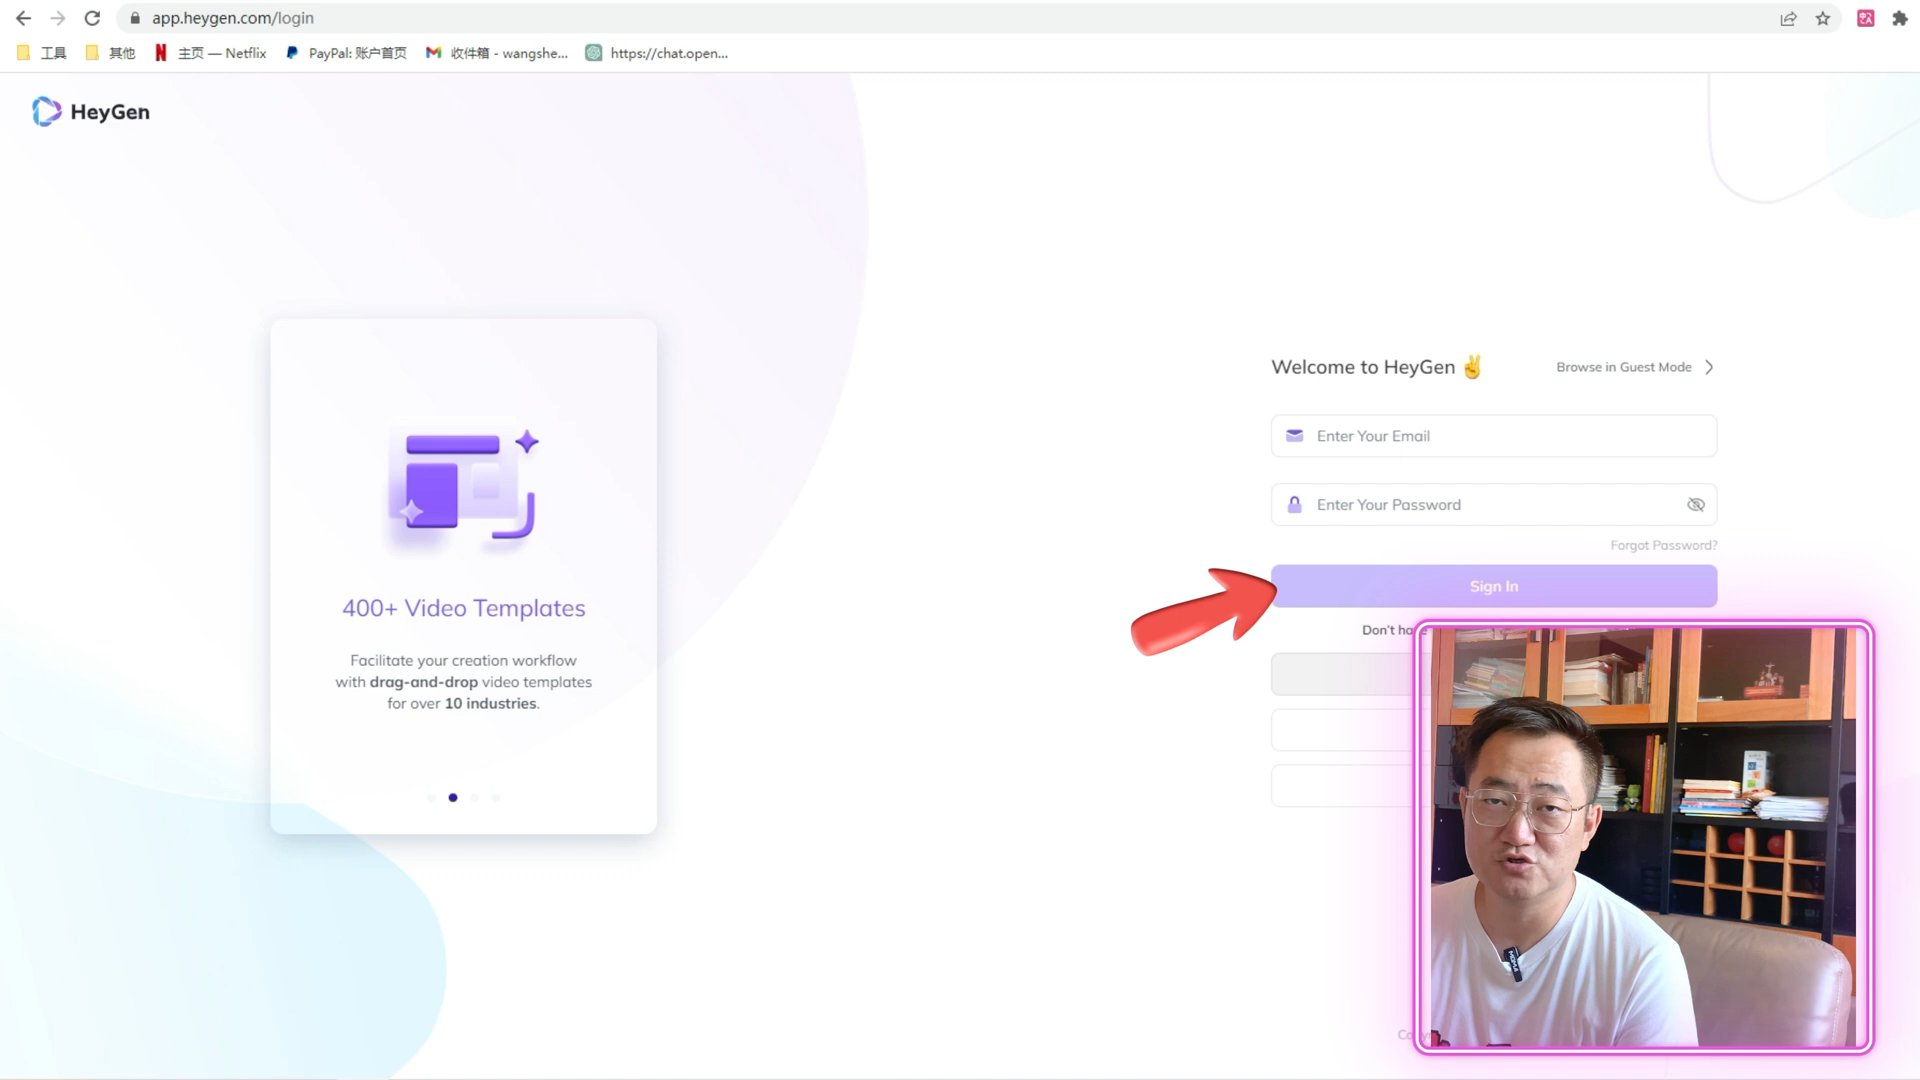 app.heygen.com/login
工具
其他
主页 — Netflix
PayPal: 账户首页
收件箱 - wangshe...
https://chat.open...
HeyGen
Welcome to HeyGen ✌️
Browse in Guest Mode
Enter Your Email
Enter Your Password
Forgot Password?
Sign In
Don't ha
400+ Video Templates
Facilitate your creation workflow
with drag-and-drop video templates
for over 10 industries.